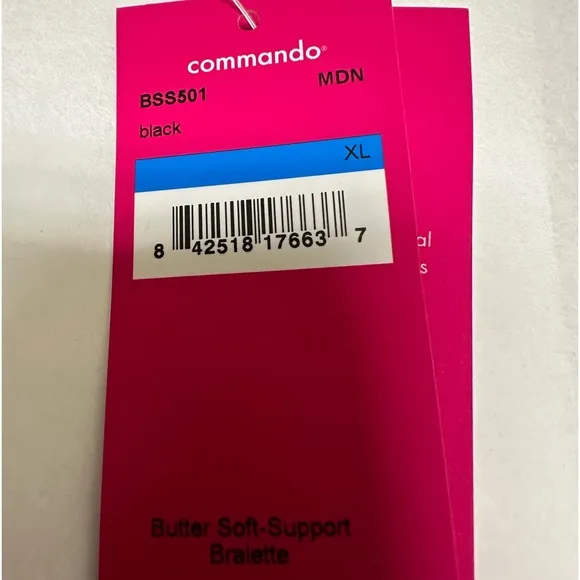 commando®
BSS501 MDN
black
XL
8 42518 17663 7
al
s
Butter Soft-Support
Bralette